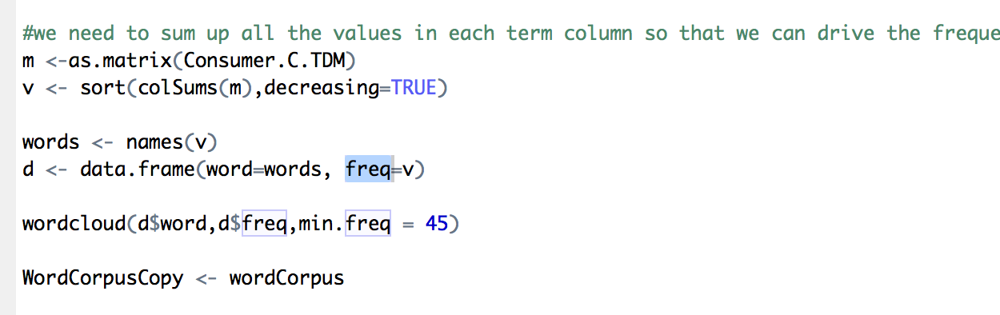 #we need to sum up all the values in each term column so that we can drive the freque
m <-as.matrix(Consumer.C.TDM)
v <- sort(colSums(m),decreasing=TRUE)
words <- names(v)
d <- data.frame(word=words, freq=v)
wordcloud(d$word,d$freq,min.freq = 45)
WordCorpusCopy <- wordCorpus